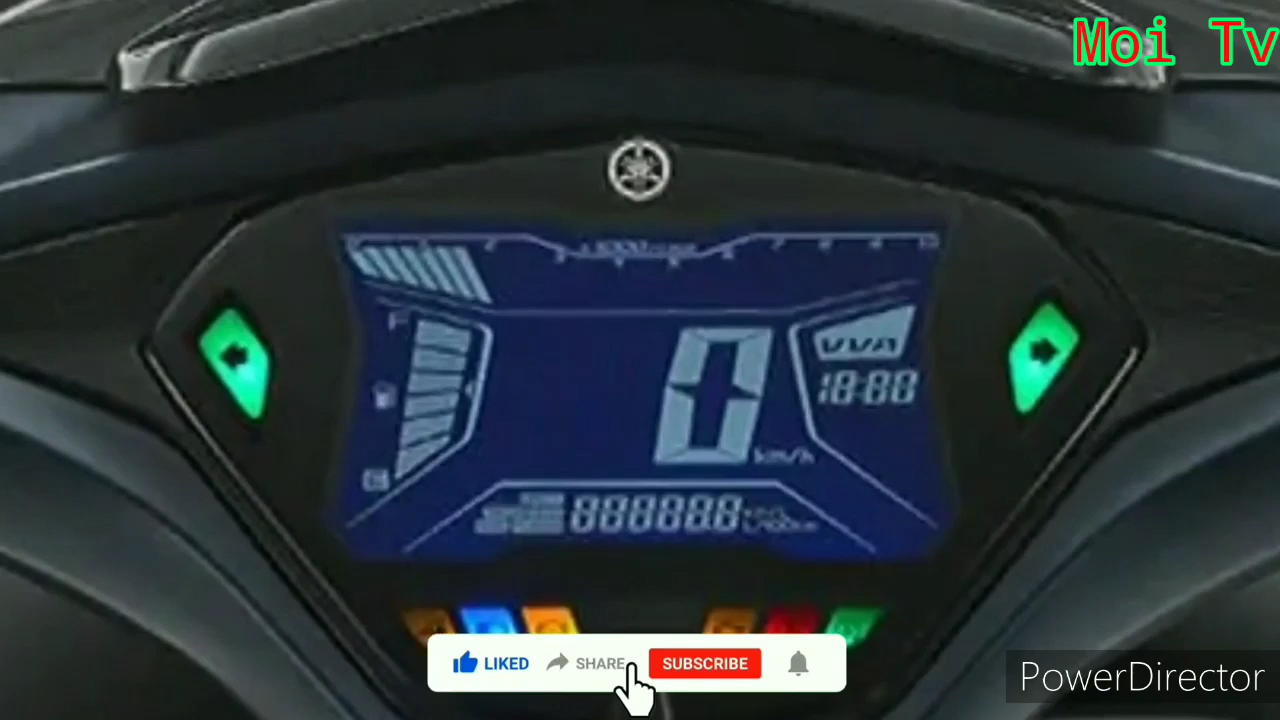 Moi Tv
VVA
18:88
0
km/h
888888
LIKED SHARE SUBSCRIBE
PowerDirector